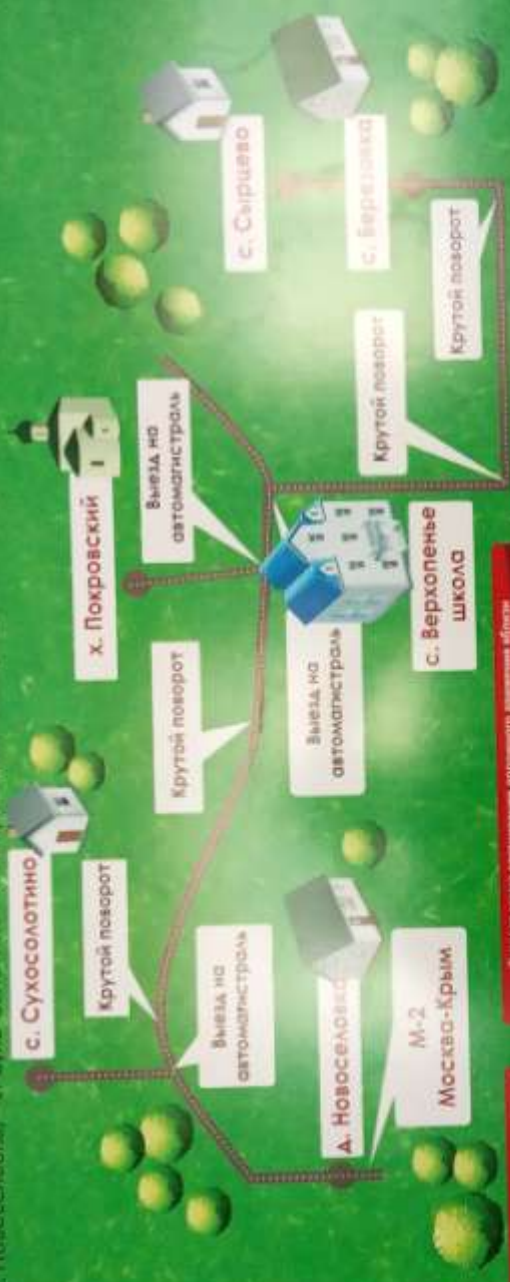 с. Сухосолотино
х. Покровский
с. Сырцево
Крутой поворот
Выезд на
автомагистраль
с. Березовка
Крутой поворот
Выезд на
автомагистраль
Выезд на
автомагистраль
Крутой поворот
Крутой поворот
д. Новоселовка
М-2
Москва-Крым
с. Верхопенье
школа